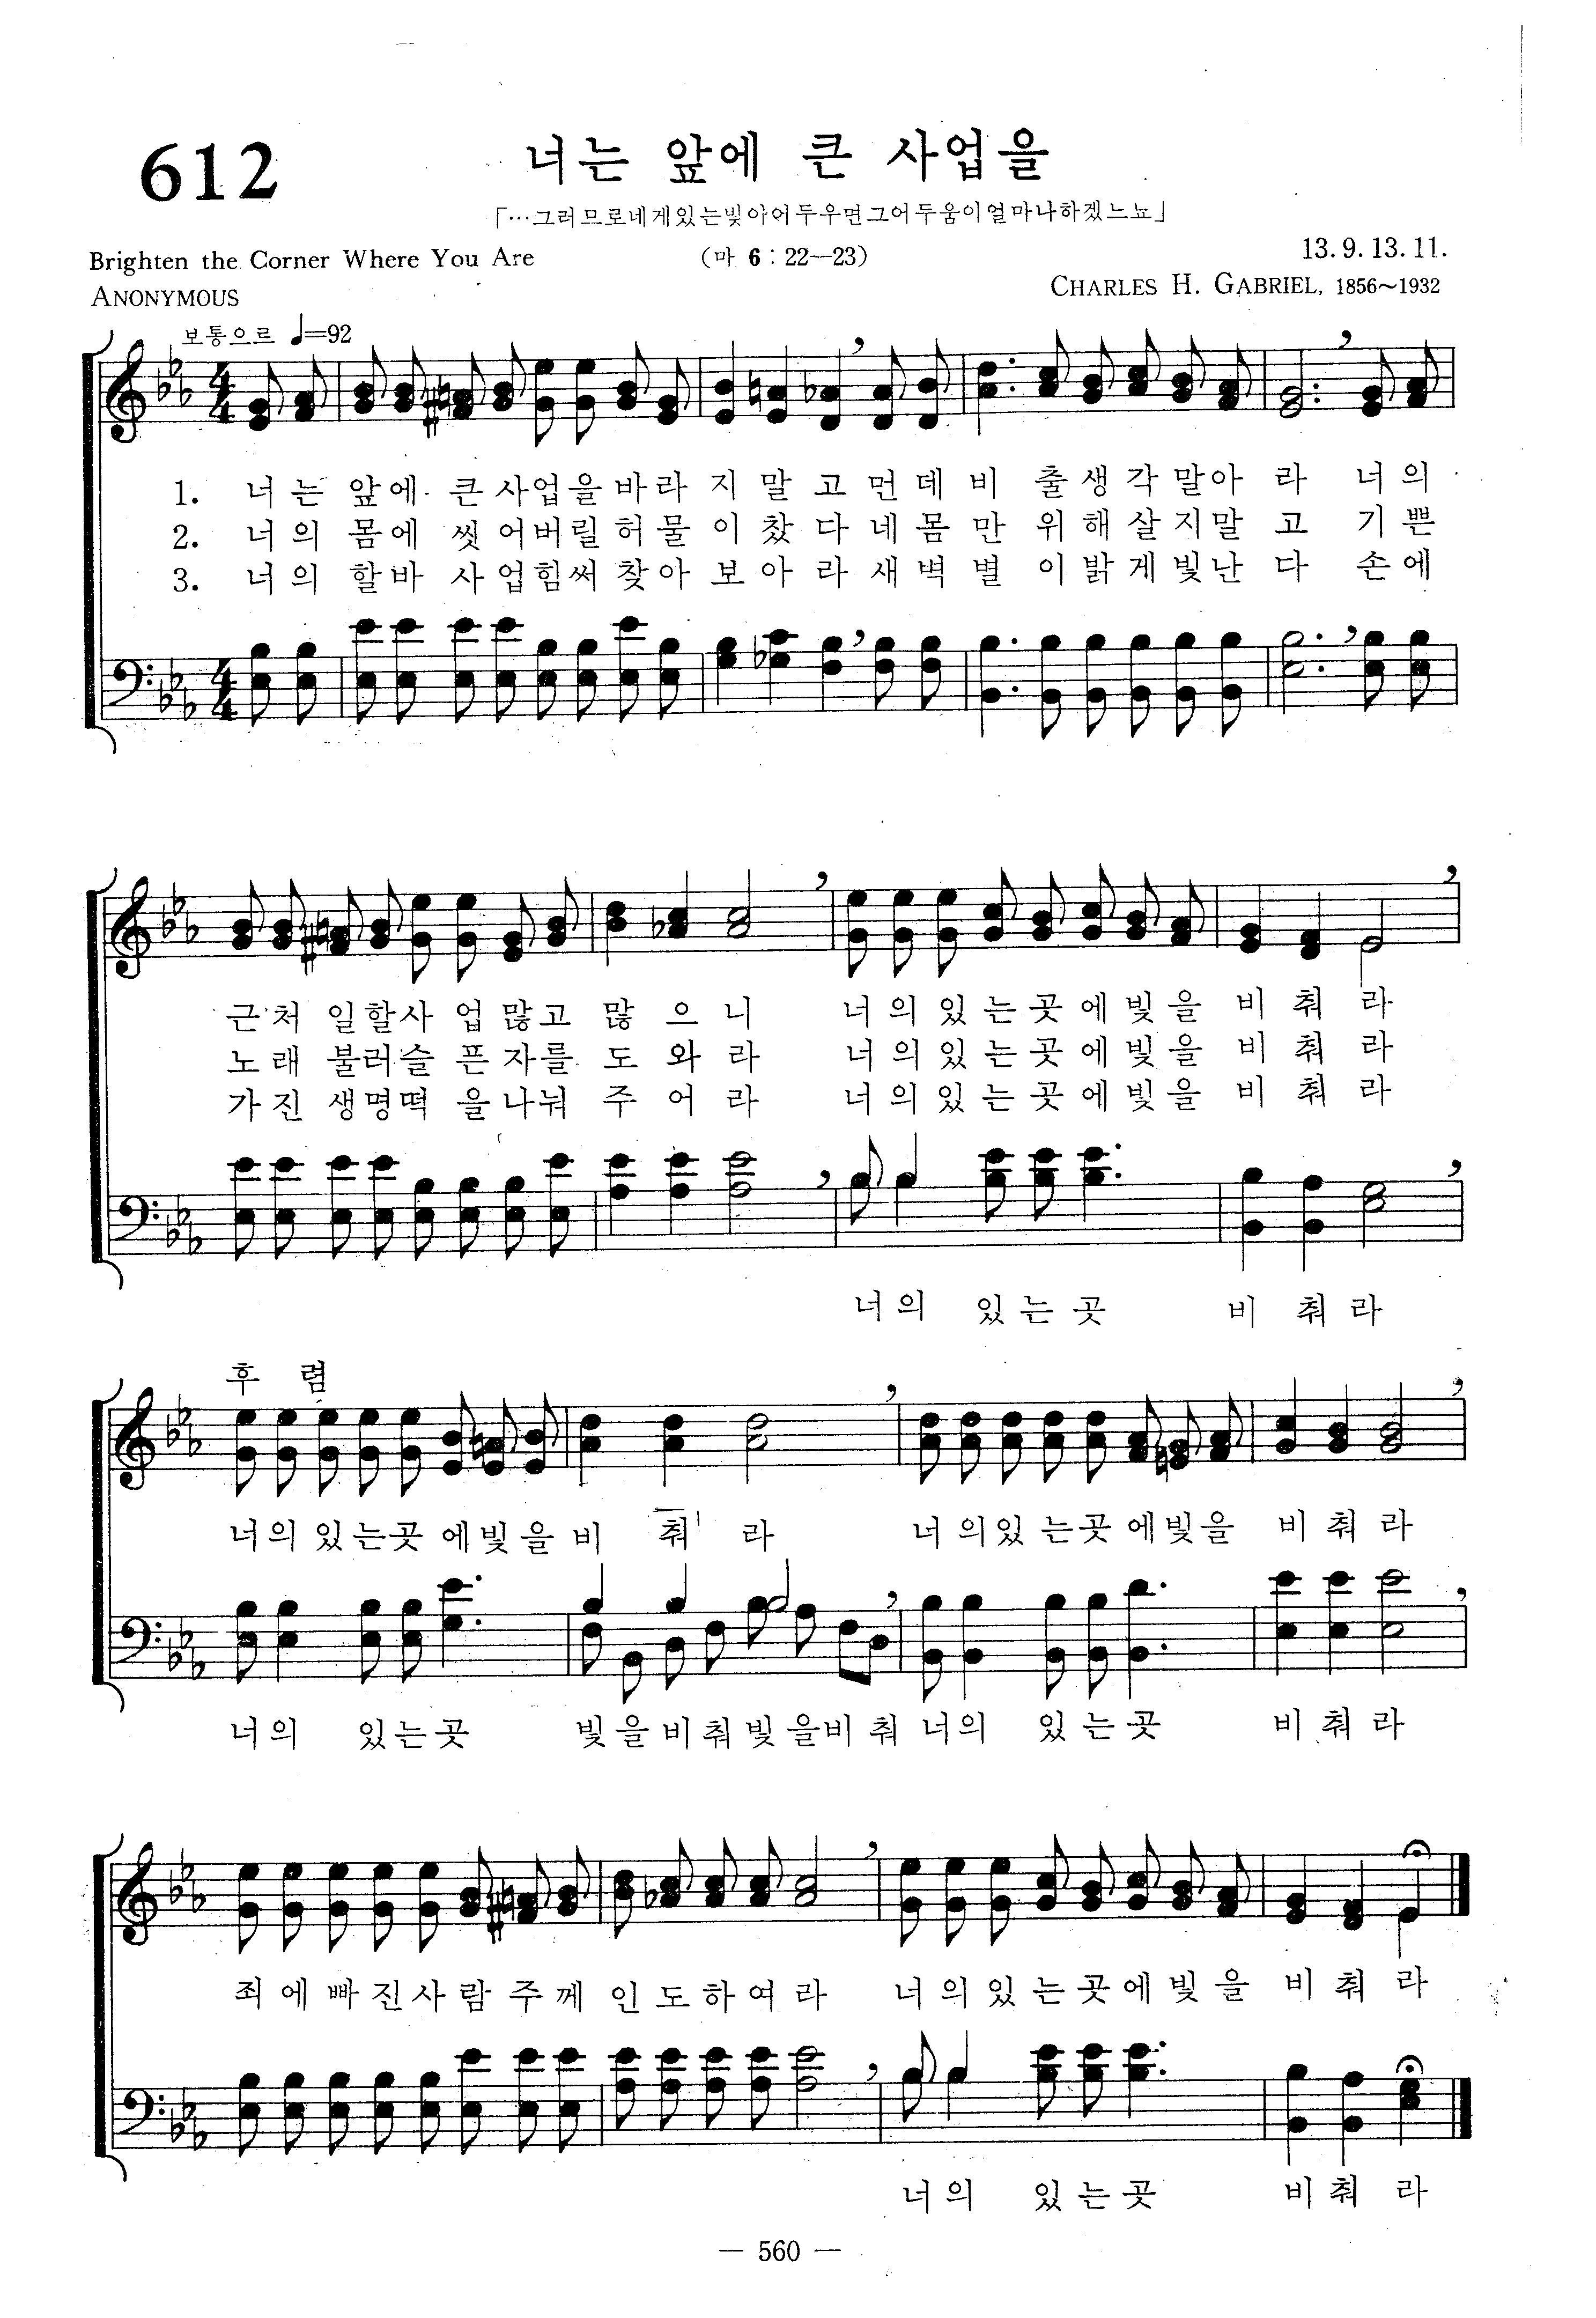 612
너는 앞에 큰 사업을
「…그러므로네게있는빛이어두우면그어두움이얼마나하겠느뇨」
Brighten the Corner Where You Are
(마 6 : 22—23)
13. 9. 13. 11.
ANONYMOUS
CHARLES H. GABRIEL, 1856~1932
보통으로 ♩=92
1. 너는 앞에 큰사업을바라 지 말 고 먼데 비 출생각말아 라 너의
2. 너의 몸에 씻어버릴허물 이 찼 다 네몸 만 위해살지말 고 기쁜
3. 너의 할바 사업힘써찾아 보 아 라 새벽 별 이밝게빛난 다 손에
근처 일할사 업많고 많 으 니 너의있는곳에빛을 비 춰 라
노래 불러슬 픈자를 도 와 라 너의있는곳에빛을 비 춰 라
가진 생명떡 을나눠 주 어 라 너의있는곳에빛을 비 춰 라
너의 있는곳 비 춰 라
후 렴
너의있는곳 에빛을 비 춰 라 너의있는곳에빛을 비 춰 라
너의 있는곳 빛을비춰빛을비춰 너의 있는곳 비 춰 라
죄에빠진사람주께 인도하여라 너의있는곳에빛을 비 춰 라
너의 있는곳 비 춰 라
— 560 —